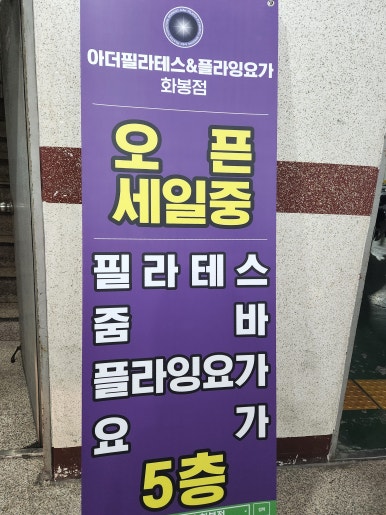 아더필라테스&플라잉요가
화봉점
오 픈
세일중
필라테스
줌 바
플라잉요가
요 가
5층